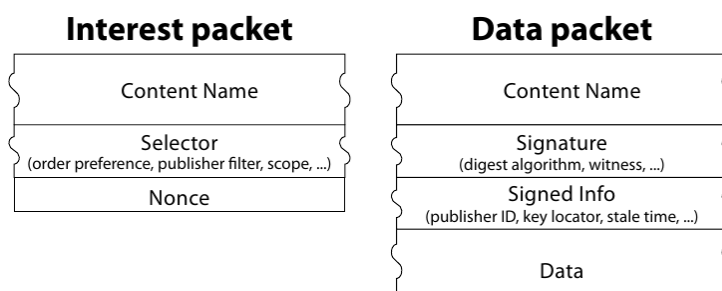 Interest packet
Content Name
Selector
(order preference, publisher filter, scope, ...)
Nonce
Data packet
Content Name
Signature
(digest algorithm, witness, ...)
Signed Info
(publisher ID, key locator, stale time, ...)
Data